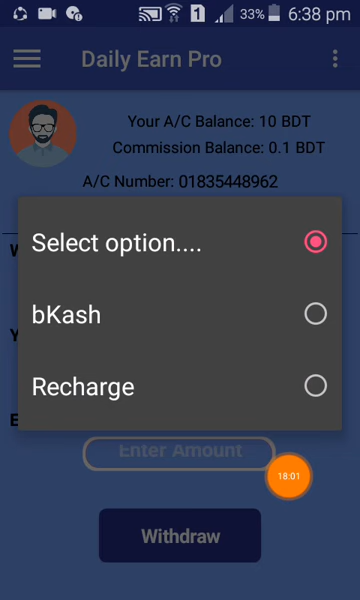 1 33% 6:38 pm
Daily Earn Pro
Your A/C Balance: 10 BDT
Commission Balance: 0.1 BDT
A/C Number: 01835448962
W
Select option....
bKash
Y
Recharge
E
Enter Amount
18:01
Withdraw